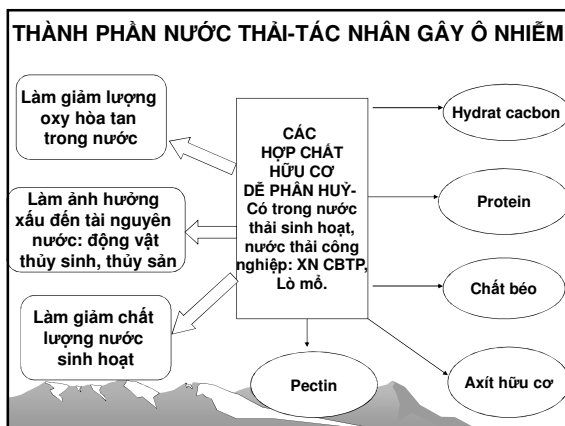 THÀNH PHẦN NƯỚC THẢI-TÁC NHÂN GÂY Ô NHIỄM
Làm giảm lượng
oxy hòa tan
trong nước
Làm ảnh hưởng
xấu đến tài nguyên
nước: động vật
thủy sinh, thủy sản
Làm giảm chất
lượng nước
sinh hoạt
CÁC
HỢP CHẤT
HỮU CƠ
DỄ PHÂN HUỶ-
Có trong nước
thải sinh hoạt,
nước thải công
nghiệp: XN CBTP,
Lò mổ.
Hydrat cacbon
Protein
Chất béo
Axít hữu cơ
Pectin